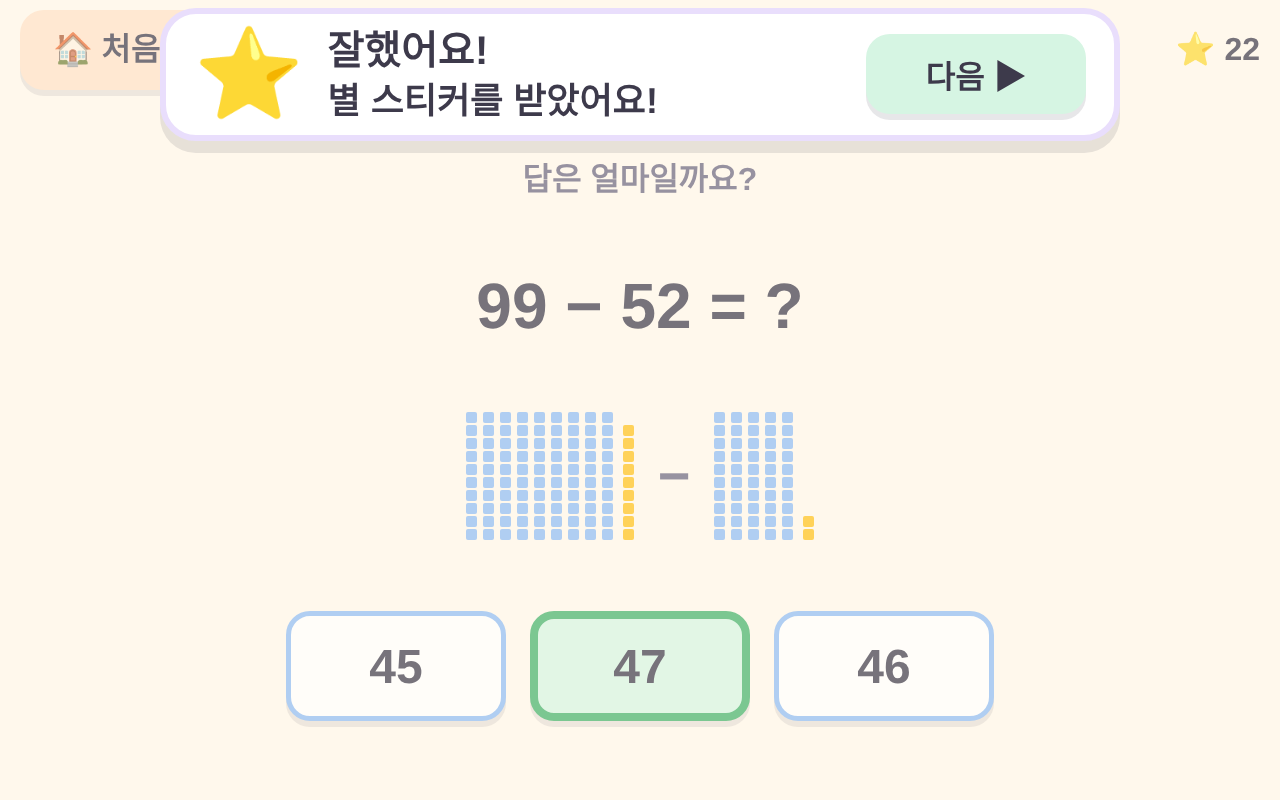 🏠 처음
잘했어요!
별 스티커를 받았어요!
다음 ▶
⭐ 22
답은 얼마일까요?
99 − 52 = ?
−
45
47
46